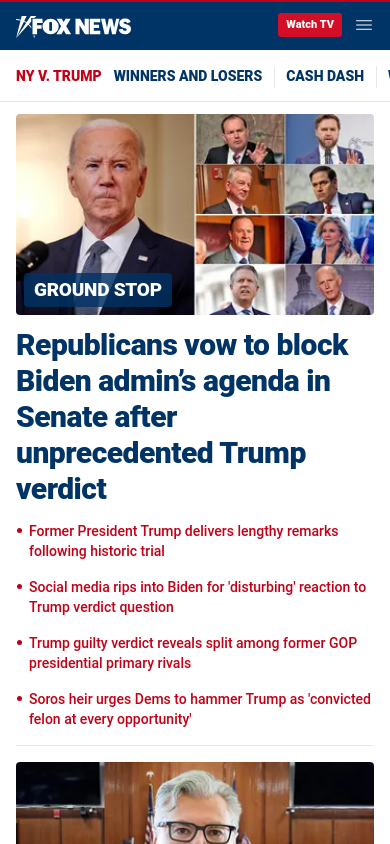 FOX NEWS
Watch TV
NY V. TRUMP
WINNERS AND LOSERS
CASH DASH
GROUND STOP
Republicans vow to block
Biden admin’s agenda in
Senate after
unprecedented Trump
verdict
• Former President Trump delivers lengthy remarks
following historic trial
• Social media rips into Biden for 'disturbing' reaction to
Trump verdict question
• Trump guilty verdict reveals split among former GOP
presidential primary rivals
• Soros heir urges Dems to hammer Trump as 'convicted
felon at every opportunity'